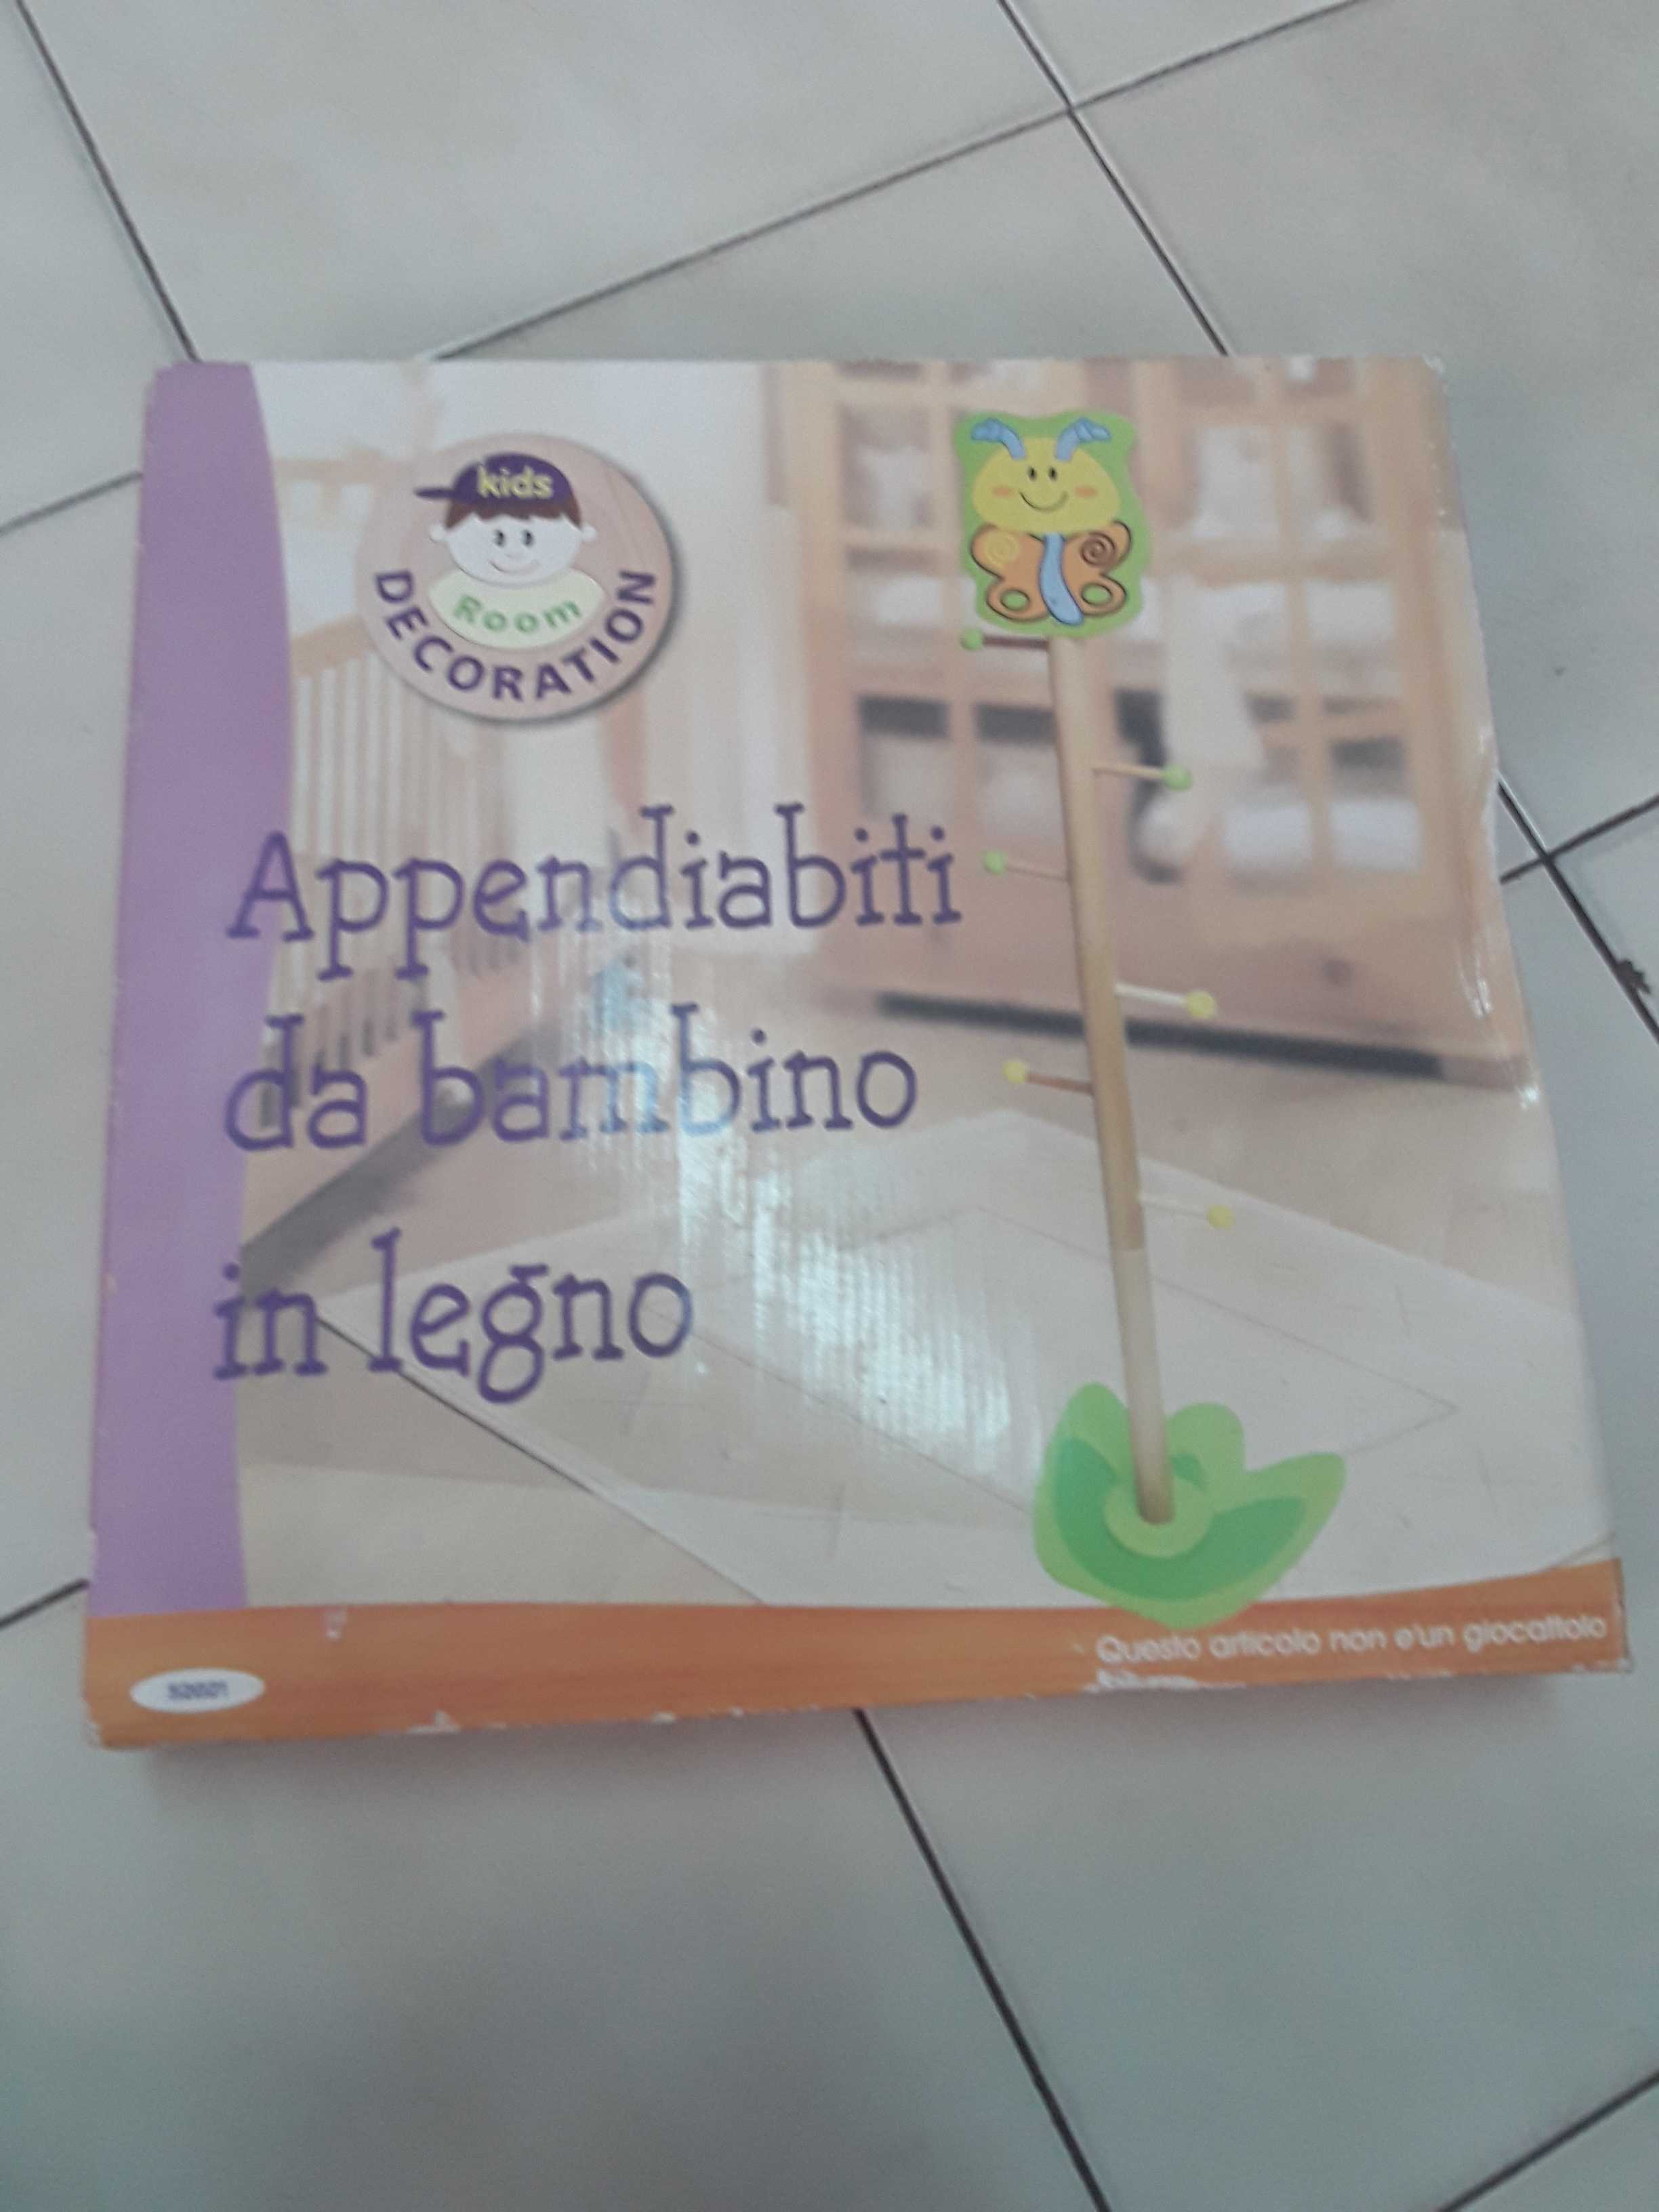 kids
Room
DECORATION
Appendiabiti
da bambino
in legno
Questo articolo non e'un giocattolo